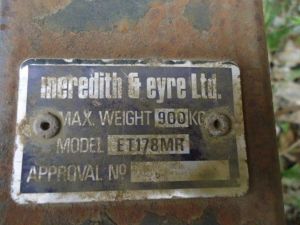 meredith & eyre Ltd.
MAX. WEIGHT 900 KG
MODEL ET178MR
APPROVAL Nº